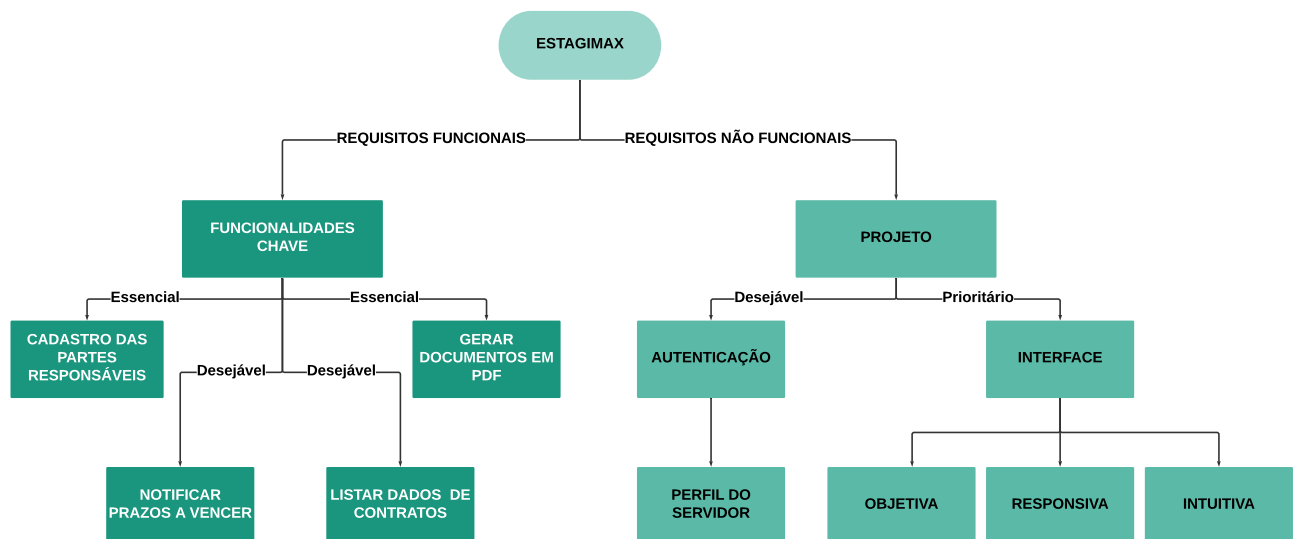 ESTAGIMAX
REQUISITOS FUNCIONAIS
REQUISITOS NÃO FUNCIONAIS
FUNCIONALIDADES
CHAVE
PROJETO
Essencial
Essencial
Desejável
Prioritário
CADASTRO DAS
PARTES
RESPONSÁVEIS
GERAR
DOCUMENTOS EM
PDF
AUTENTICAÇÃO
INTERFACE
Desejável
Desejável
NOTIFICAR
PRAZOS A VENCER
LISTAR DADOS  DE
CONTRATOS
PERFIL DO
SERVIDOR
OBJETIVA
RESPONSIVA
INTUITIVA